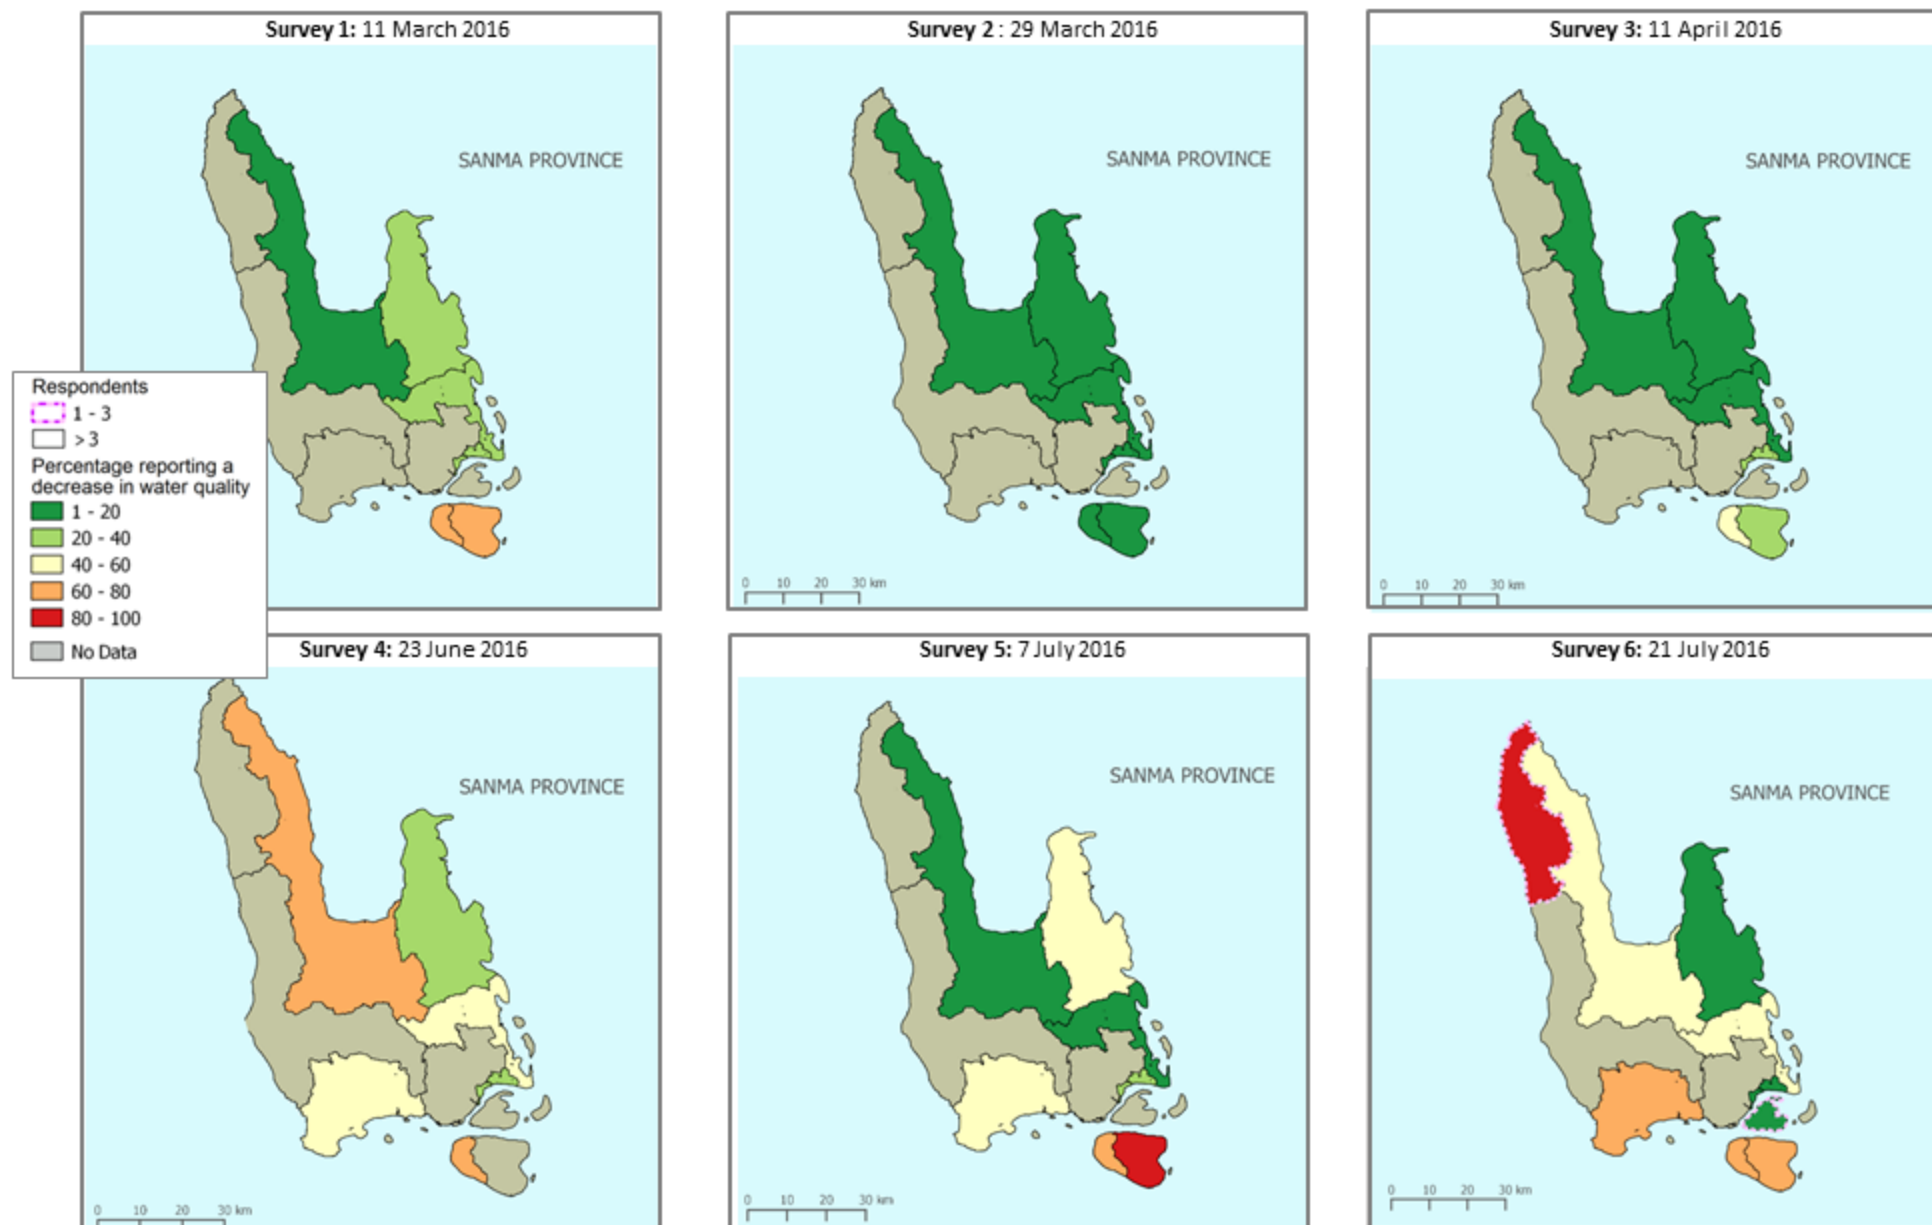 Survey 1: 11 March 2016
SANMA PROVINCE
Survey 2 : 29 March 2016
SANMA PROVINCE
0 10 20 30 km
Survey 3: 11 April 2016
SANMA PROVINCE
0 10 20 30 km
Respondents
1 - 3
> 3
Percentage reporting a
decrease in water quality
1 - 20
20 - 40
40 - 60
60 - 80
80 - 100
No Data
Survey 4: 23 June 2016
SANMA PROVINCE
0 10 20 30 km
Survey 5: 7 July 2016
SANMA PROVINCE
0 10 20 30 km
Survey 6: 21 July 2016
SANMA PROVINCE
0 10 20 30 km